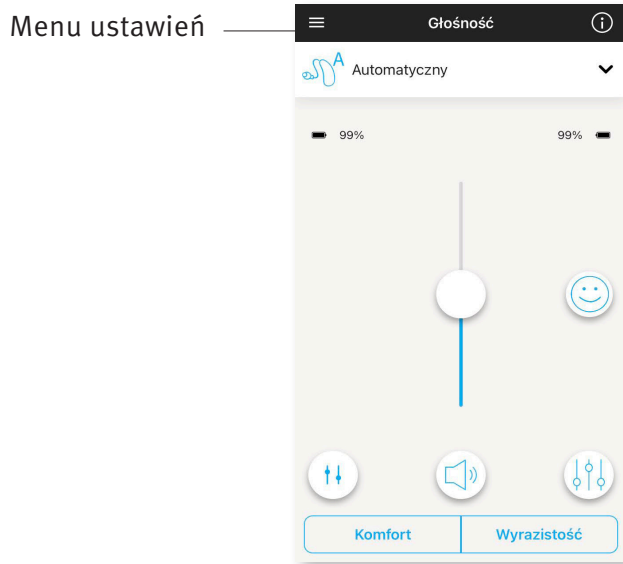 Menu ustawień
Głośność
A
Automatyczny
99%
99%
Komfort
Wyrazistość